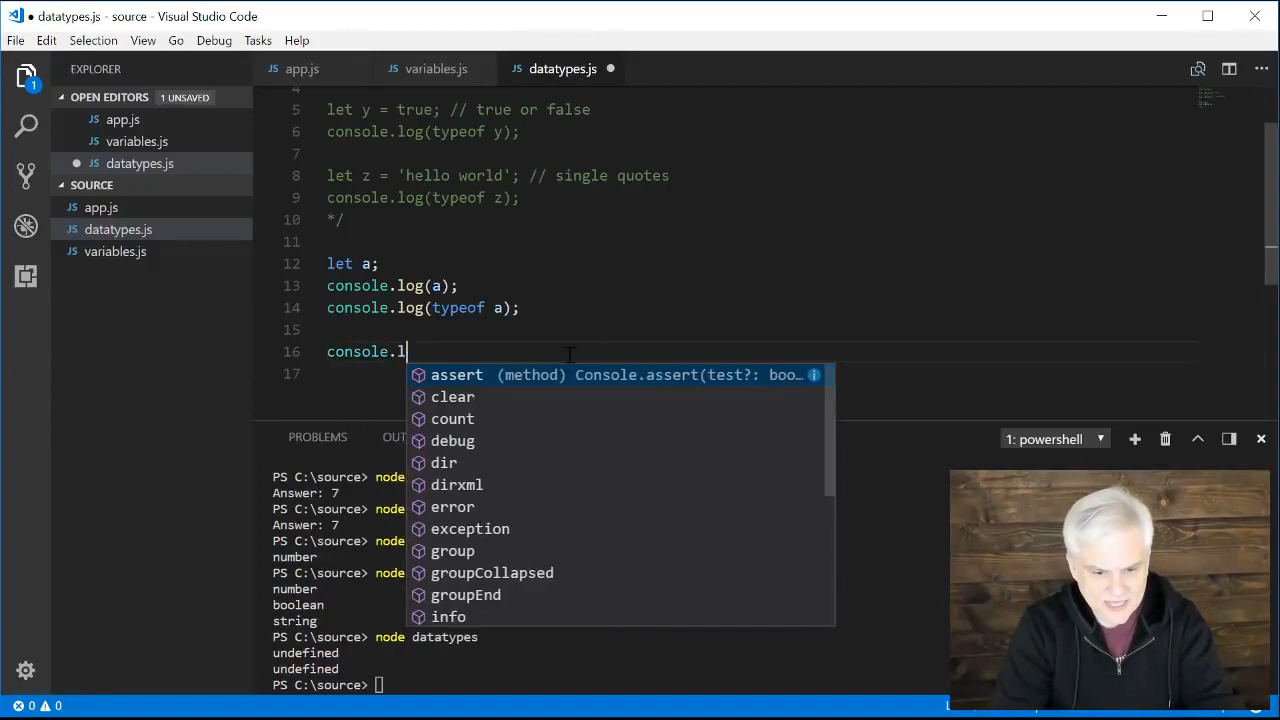 ● datatypes.js - source - Visual Studio Code
File Edit Selection View Go Debug Tasks Help
EXPLORER
app.js
variables.js
datatypes.js ●
1
OPEN EDITORS 1 UNSAVED
JS app.js
JS variables.js
● JS datatypes.js
SOURCE
JS app.js
JS datatypes.js
JS variables.js
5 let y = true; // true or false
6 console.log(typeof y);
7
8 let z = 'hello world'; // single quotes
9 console.log(typeof z);
10 */
11
12 let a;
13 console.log(a);
14 console.log(typeof a);
15
16 console.l
17
assert (method) Console.assert(test?: boo…
clear
count
debug
dir
dirxml
error
exception
group
groupCollapsed
groupEnd
info
PROBLEMS OU
1: powershell
PS C:\source> node
Answer: 7
PS C:\source> node
Answer: 7
PS C:\source> node
number
PS C:\source> node
number
boolean
string
PS C:\source> node datatypes
undefined
undefined
PS C:\source>
0 0